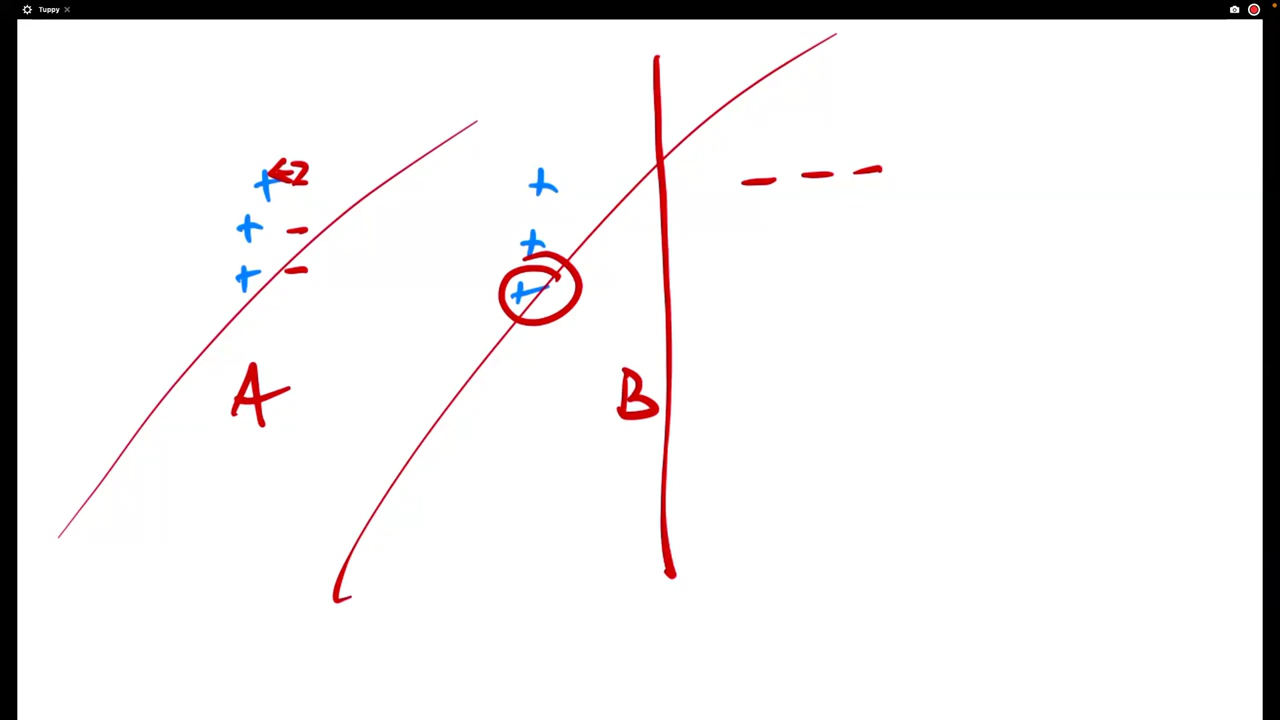 Tuppy
+ <2 +
+ - +
+ - +
- - -
A B